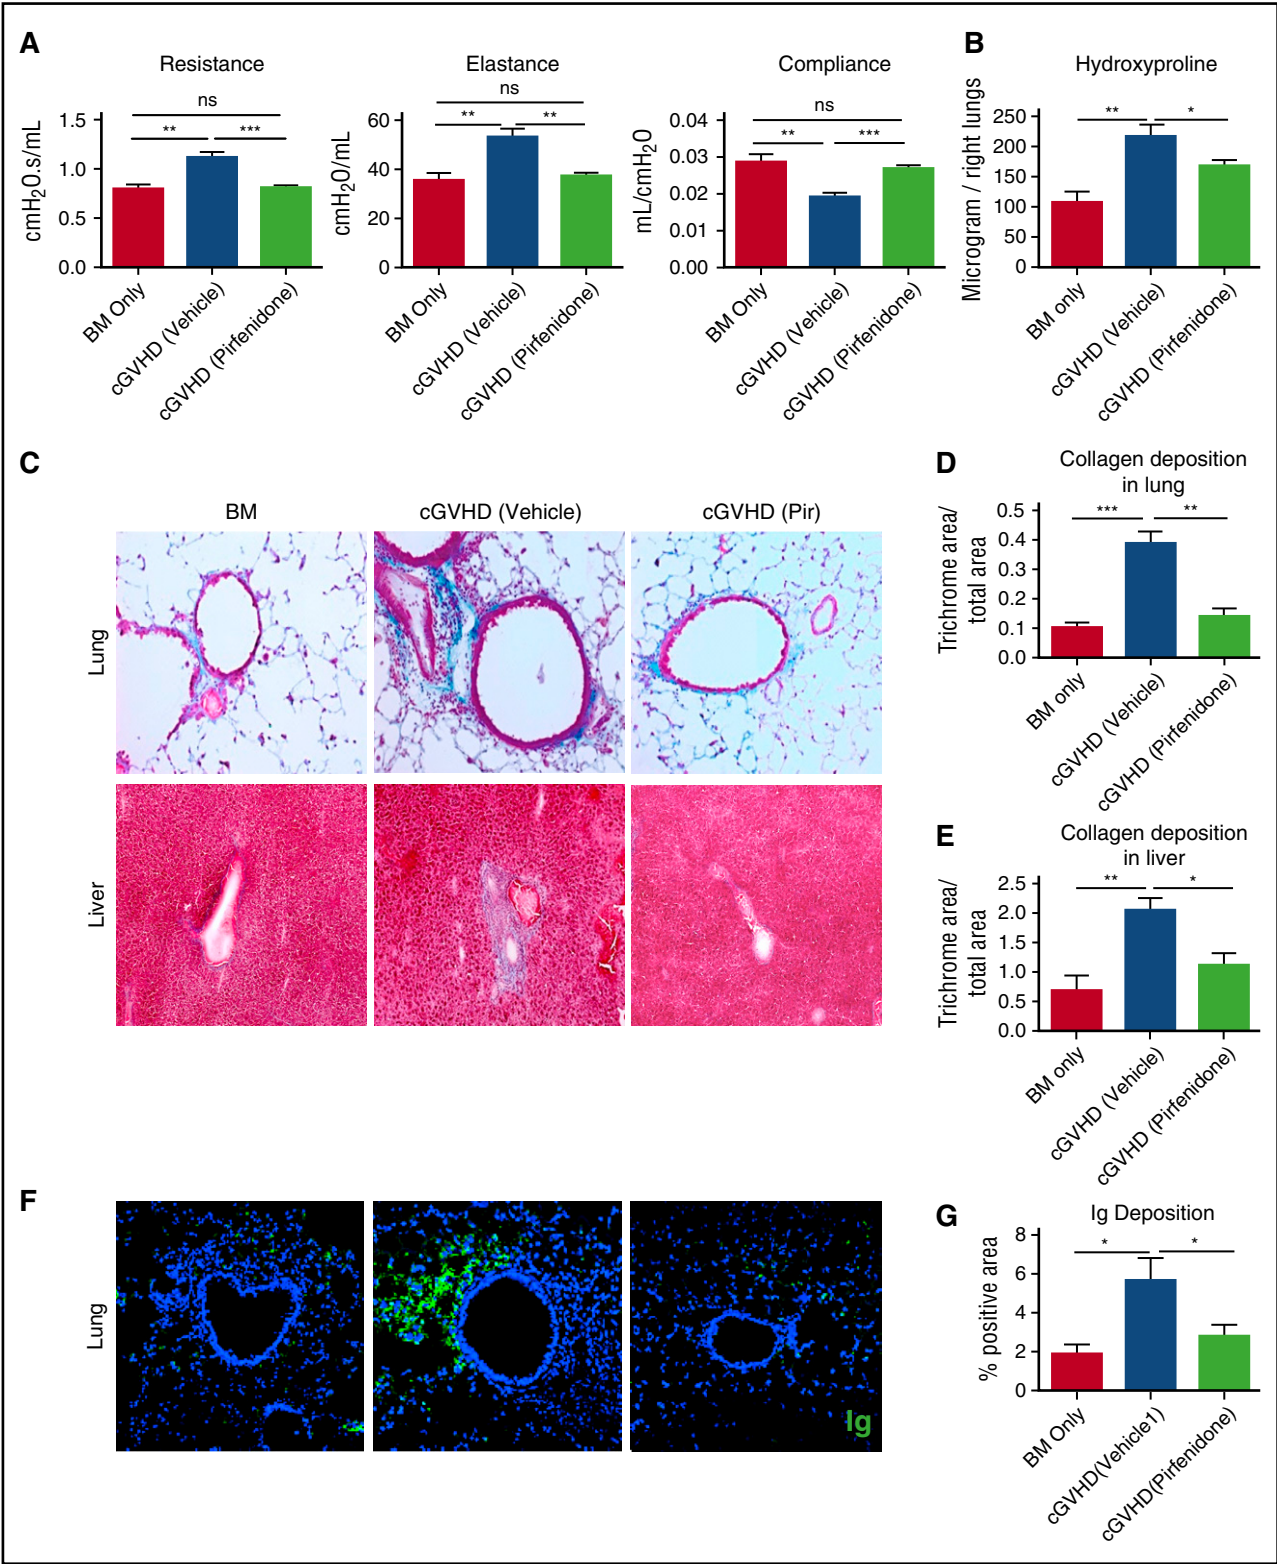 A
Resistance
cmH2O.s/mL
1.5
1.0
0.5
0.0
ns
**
***
BM Only
cGVHD (Vehicle)
cGVHD (Pirfenidone)
Elastance
cmH2O/mL
60
40
20
0
ns
**
**
BM Only
cGVHD (Vehicle)
cGVHD (Pirfenidone)
Compliance
mL/cmH2O
0.04
0.03
0.02
0.01
0.00
ns
**
***
BM Only
cGVHD (Vehicle)
cGVHD (Pirfenidone)
B
Hydroxyproline
Microgram / right lungs
250
200
150
100
50
0
**
*
BM Only
cGVHD (Vehicle)
cGVHD (Pirfenidone)
C
BM
cGVHD (Vehicle)
cGVHD (Pir)
Lung
Liver
D
Collagen deposition
in lung
Trichrome area/
total area
0.5
0.4
0.3
0.2
0.1
0.0
***
**
BM only
cGVHD (Vehicle)
cGVHD (Pirfenidone)
E
Collagen deposition
in liver
Trichrome area/
total area
2.5
2.0
1.5
1.0
0.5
0.0
**
*
BM only
cGVHD (Vehicle)
cGVHD (Pirfenidone)
F
Lung
Ig
G
Ig Deposition
% positive area
8
6
4
2
0
*
*
BM Only
cGVHD(Vehicle1)
cGVHD(Pirfenidone)